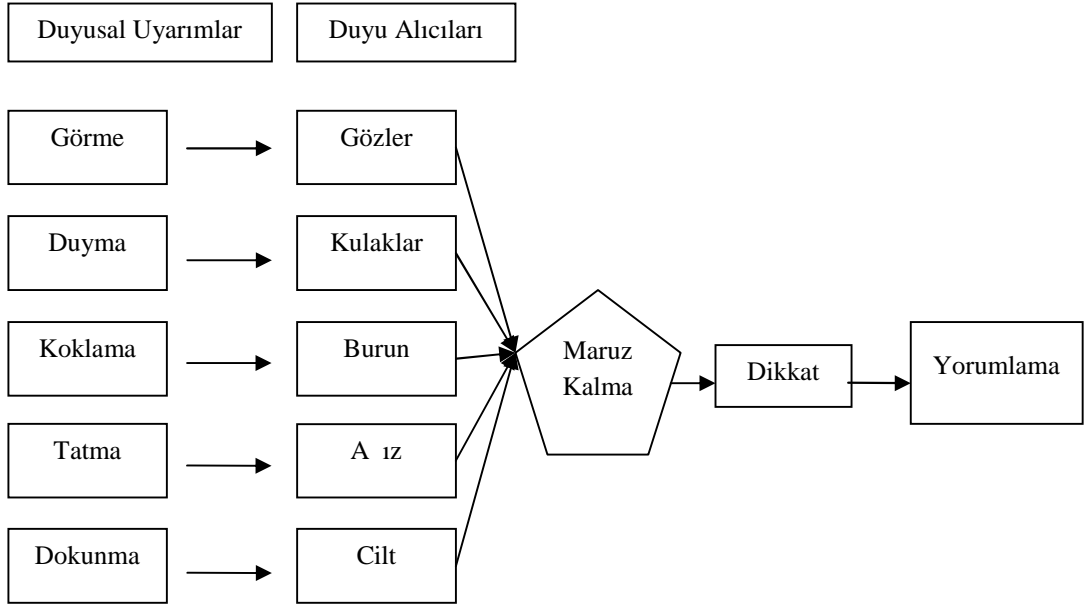 Duyusal Uyarımlar
Duyu Alıcıları
Görme
Gözler
Duyma
Kulaklar
Koklama
Burun
Maruz
Kalma
Dikkat
Yorumlama
Tatma
A ız
Dokunma
Cilt